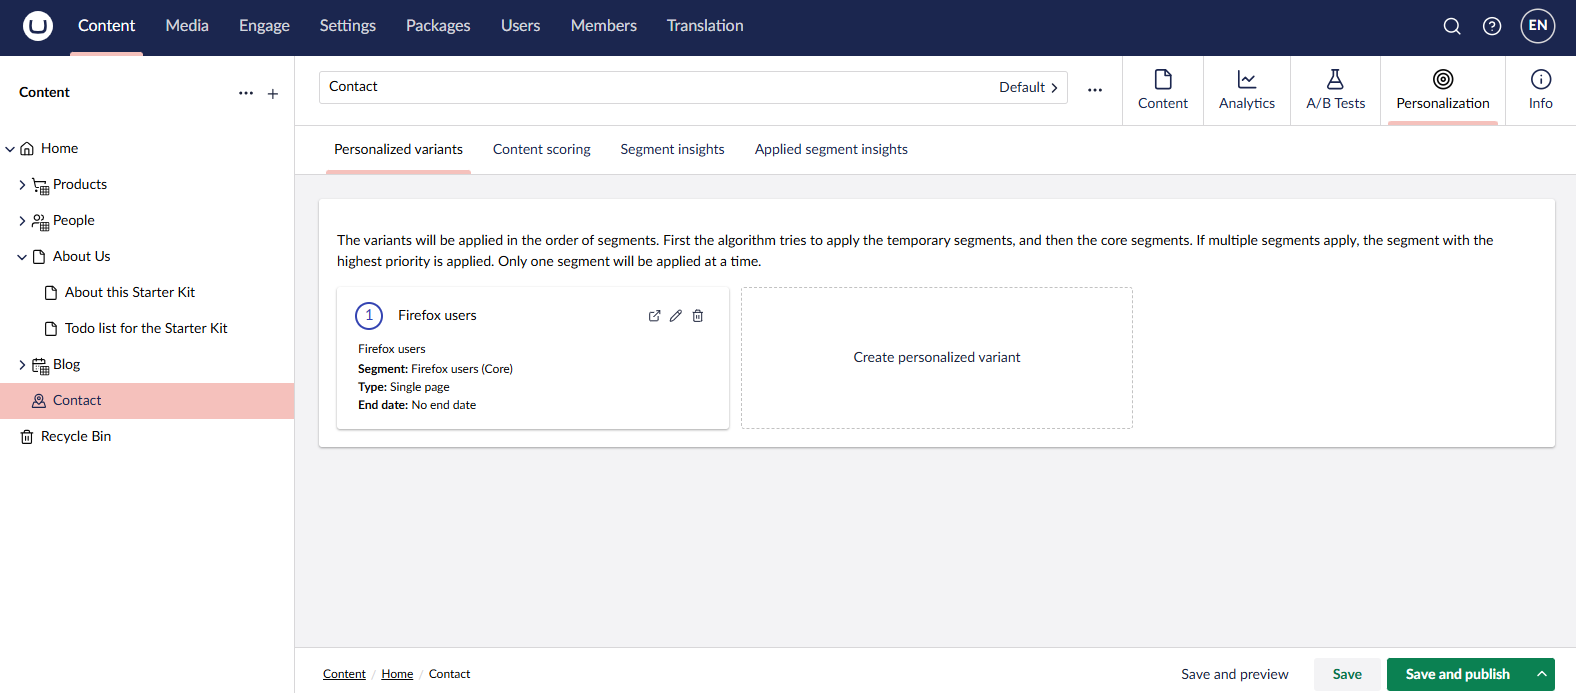 Content
Media
Engage
Settings
Packages
Users
Members
Translation
EN
Content
Home
Products
People
About Us
About this Starter Kit
Todo list for the Starter Kit
Blog
Contact
Recycle Bin
Contact
Default
Content
Analytics
A/B Tests
Personalization
Info
Personalized variants
Content scoring
Segment insights
Applied segment insights
The variants will be applied in the order of segments. First the algorithm tries to apply the temporary segments, and then the core segments. If multiple segments apply, the segment with the
highest priority is applied. Only one segment will be applied at a time.
1
Firefox users
Firefox users
Segment: Firefox users (Core)
Type: Single page
End date: No end date
Create personalized variant
Content / Home / Contact
Save and preview
Save
Save and publish